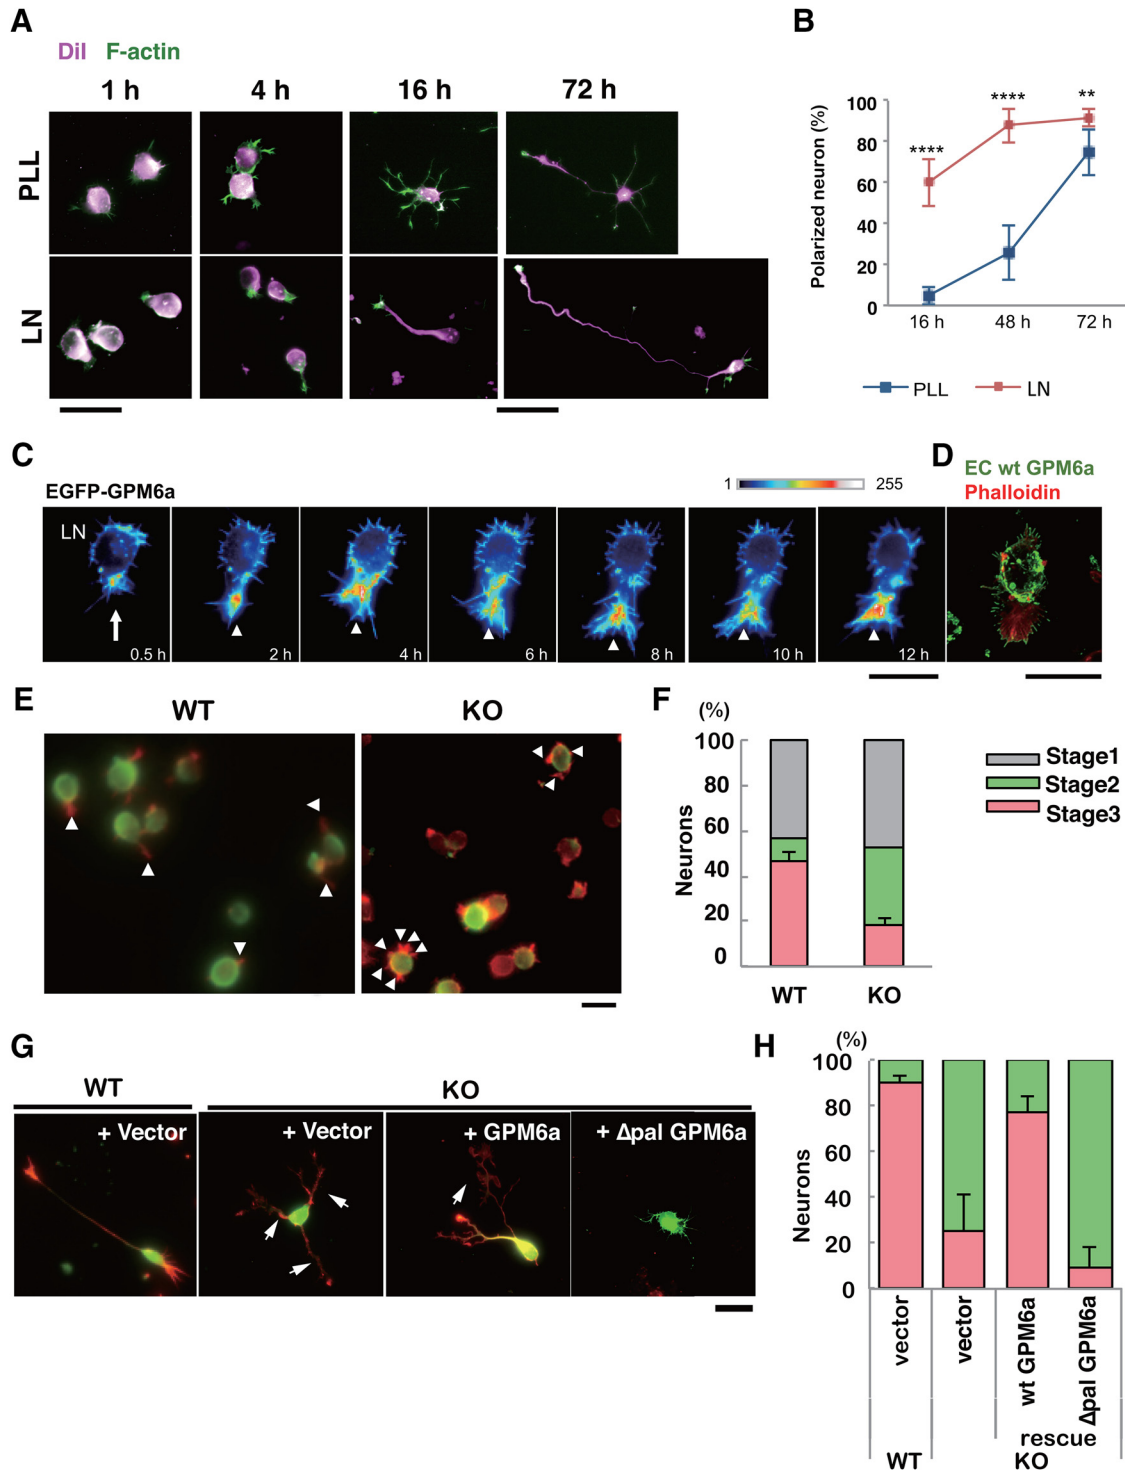 A
DiI F-actin
1 h 4 h 16 h 72 h
PLL
LN
B
****
****
**
Polarized neuron (%)
100
80
60
40
20
0
16 h 48 h 72 h
PLL LN
C
EGFP-GPM6a
1 255
LN
0.5 h 2 h 4 h 6 h 8 h 10 h 12 h
D
EC wt GPM6a
Phalloidin
E
WT KO
F
(%)
Neurons
100
80
60
40
20
0
WT KO
Stage1
Stage2
Stage3
G
WT KO
+ Vector + Vector + GPM6a + Δpal GPM6a
H
(%)
Neurons
100
80
60
40
20
0
vector vector wt GPM6a Δpal GPM6a
rescue
WT KO